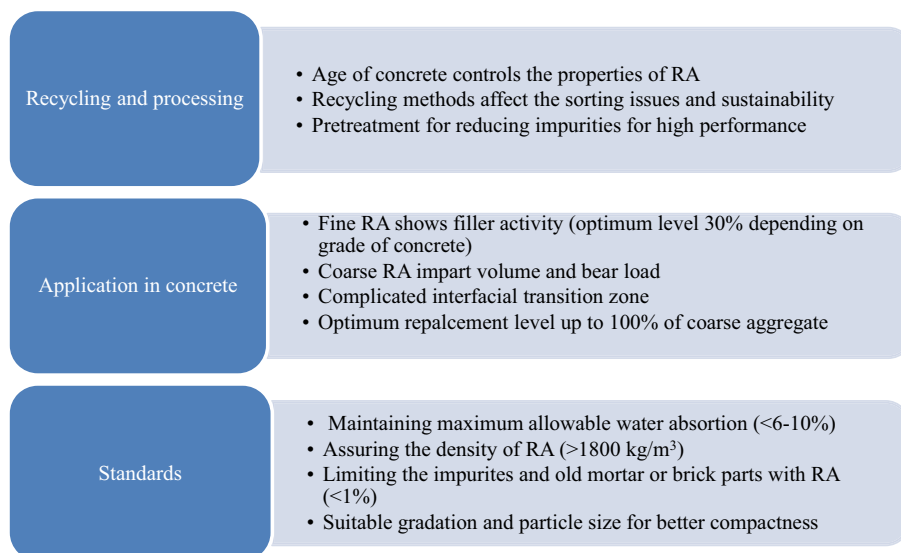 Recycling and processing
• Age of concrete controls the properties of RA
• Recycling methods affect the sorting issues and sustainability
• Pretreatment for reducing impurities for high performance
Application in concrete
• Fine RA shows filler activity (optimum level 30% depending on
grade of concrete)
• Coarse RA impart volume and bear load
• Complicated interfacial transition zone
• Optimum repalcement level up to 100% of coarse aggregate
Standards
• Maintaining maximum allowable water absortion (<6-10%)
• Assuring the density of RA (>1800 kg/m³)
• Limiting the impurites and old mortar or brick parts with RA
(<1%)
• Suitable gradation and particle size for better compactness